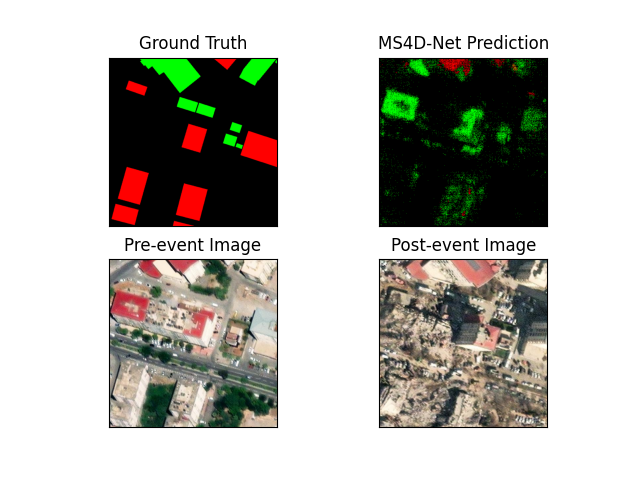 Ground Truth
MS4D-Net Prediction
Pre-event Image
Post-event Image